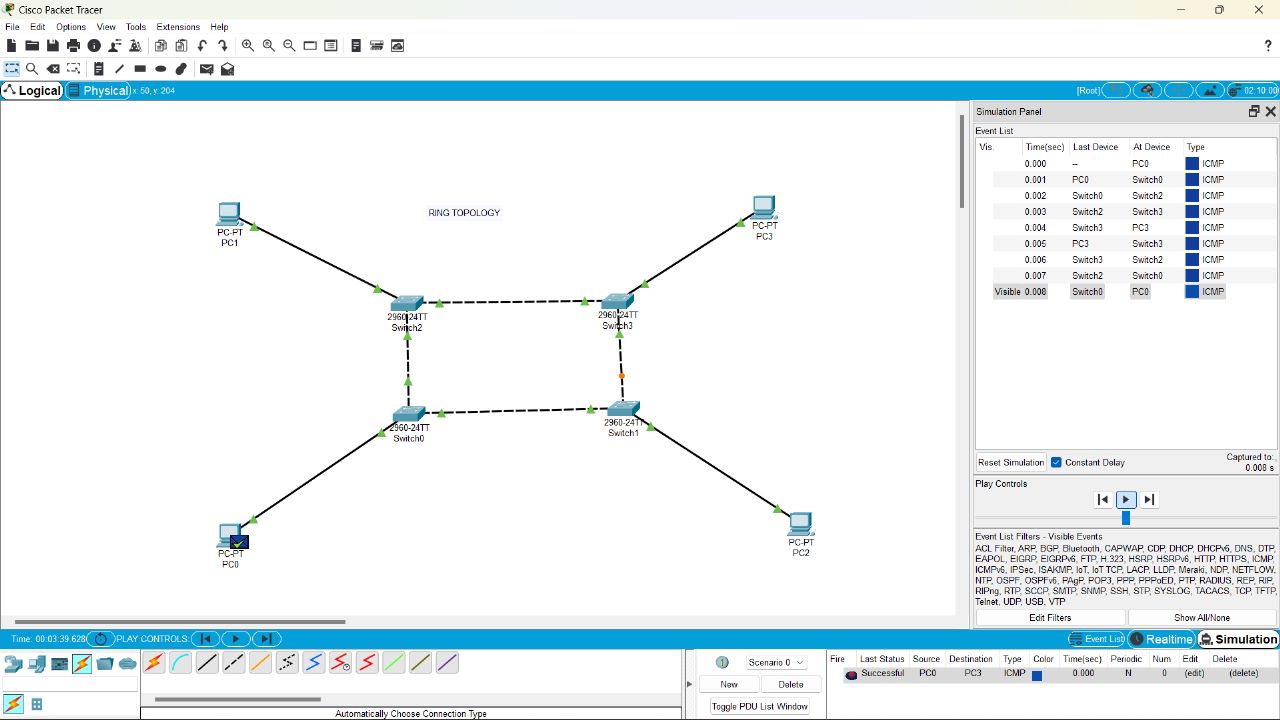 Cisco Packet Tracer
File Edit Options View Tools Extensions Help
Logical Physical x: 50, y: 204 [Root] 02:10:00
Simulation Panel
Event List
Vis. Time(sec) Last Device At Device Type
0.000 -- PC0 ICMP
0.001 PC0 Switch0 ICMP
0.002 Switch0 Switch2 ICMP
0.003 Switch2 Switch3 ICMP
0.004 Switch3 PC3 ICMP
0.005 PC3 Switch3 ICMP
0.006 Switch3 Switch2 ICMP
0.007 Switch2 Switch0 ICMP
Visible 0.008 Switch0 PC0 ICMP
RING TOPOLOGY
PC-PT
PC1
PC-PT
PC3
2960-24TT
Switch2
2960-24TT
Switch3
2960-24TT
Switch0
2960-24TT
Switch1
PC-PT
PC0
PC-PT
PC2
Reset Simulation Constant Delay Captured to:
0.008 s
Play Controls
Event List Filters - Visible Events
ACL Filter, ARP, BGP, Bluetooth, CAPWAP, CDP, DHCP, DHCPv6, DNS, DTP,
EAPOL, EIGRP, EIGRPv6, FTP, H.323, HSRP, HSRPv6, HTTP, HTTPS, ICMP,
ICMPv6, IPSec, ISAKMP, IoT, IoT TCP, LACP, LLDP, Meraki, NDP, NETFLOW,
NTP, OSPF, OSPFv6, PAgP, POP3, PPP, PPPoED, PTP, RADIUS, REP, RIP,
RIPng, RTP, SCCP, SMTP, SNMP, SSH, STP, SYSLOG, TACACS, TCP, TFTP,
Telnet, UDP, USB, VTP
Edit Filters Show All/None
Time: 00:03:39.628 PLAY CONTROLS: Event List Realtime Simulation
Scenario 0
New Delete
Toggle PDU List Window
Fire Last Status Source Destination Type Color Time(sec) Periodic Num Edit Delete
Successful PC0 PC3 ICMP 0.000 N 0 (edit) (delete)
Automatically Choose Connection Type